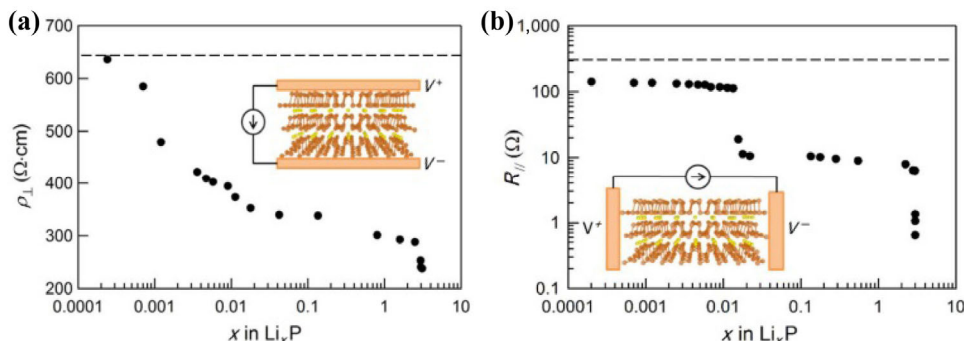 (a)
700
600
500
400
300
200
ρ⊥ (Ω·cm)
V⁺
V⁻
0.0001 0.001 0.01 0.1 1 10
x in LiₓP
(b)
1,000
100
10
1
0.1
R// (Ω)
V⁺
V⁻
0.0001 0.001 0.01 0.1 1 10
x in LiₓP